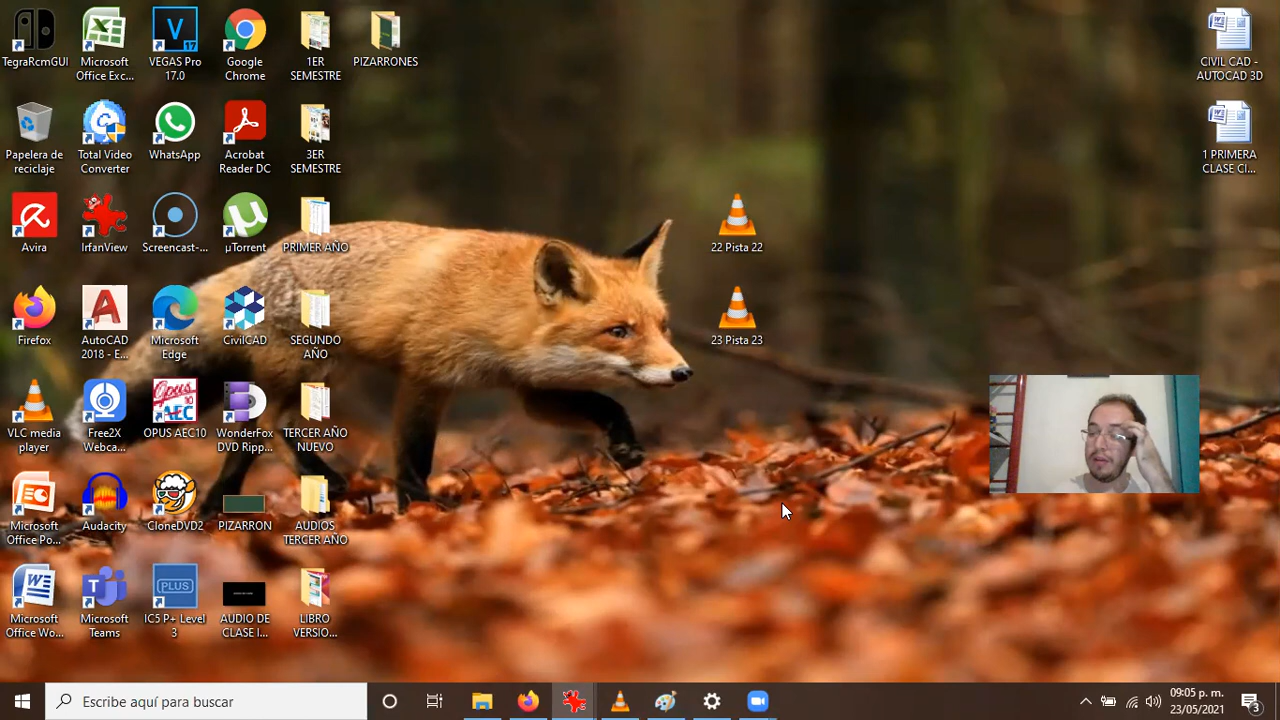 TegraRcmGUI
Microsoft
Office Exc...
VEGAS Pro
17.0
Google
Chrome
1ER
SEMESTRE
PIZARRONES
CIVIL CAD -
AUTOCAD 3D
Papelera de
reciclaje
Total Video
Converter
WhatsApp
Acrobat
Reader DC
3ER
SEMESTRE
1 PRIMERA
CLASE CI...
Avira
IrfanView
Screencast-...
µTorrent
PRIMER AÑO
22 Pista 22
Firefox
AutoCAD
2018 - E...
Microsoft
Edge
CivilCAD
SEGUNDO
AÑO
23 Pista 23
VLC media
player
Free2X
Webca...
OPUS AEC10
WonderFox
DVD Ripp...
TERCER AÑO
NUEVO
Microsoft
Office Po...
Audacity
CloneDVD2
PIZARRON
AUDIOS
TERCER AÑO
Microsoft
Office Wo...
Microsoft
Teams
PLUS
IC5 P+ Level
3
AUDIO DE
CLASE I...
LIBRO
VERSIO...
Escribe aquí para buscar
09:05 p. m.
23/05/2021
3